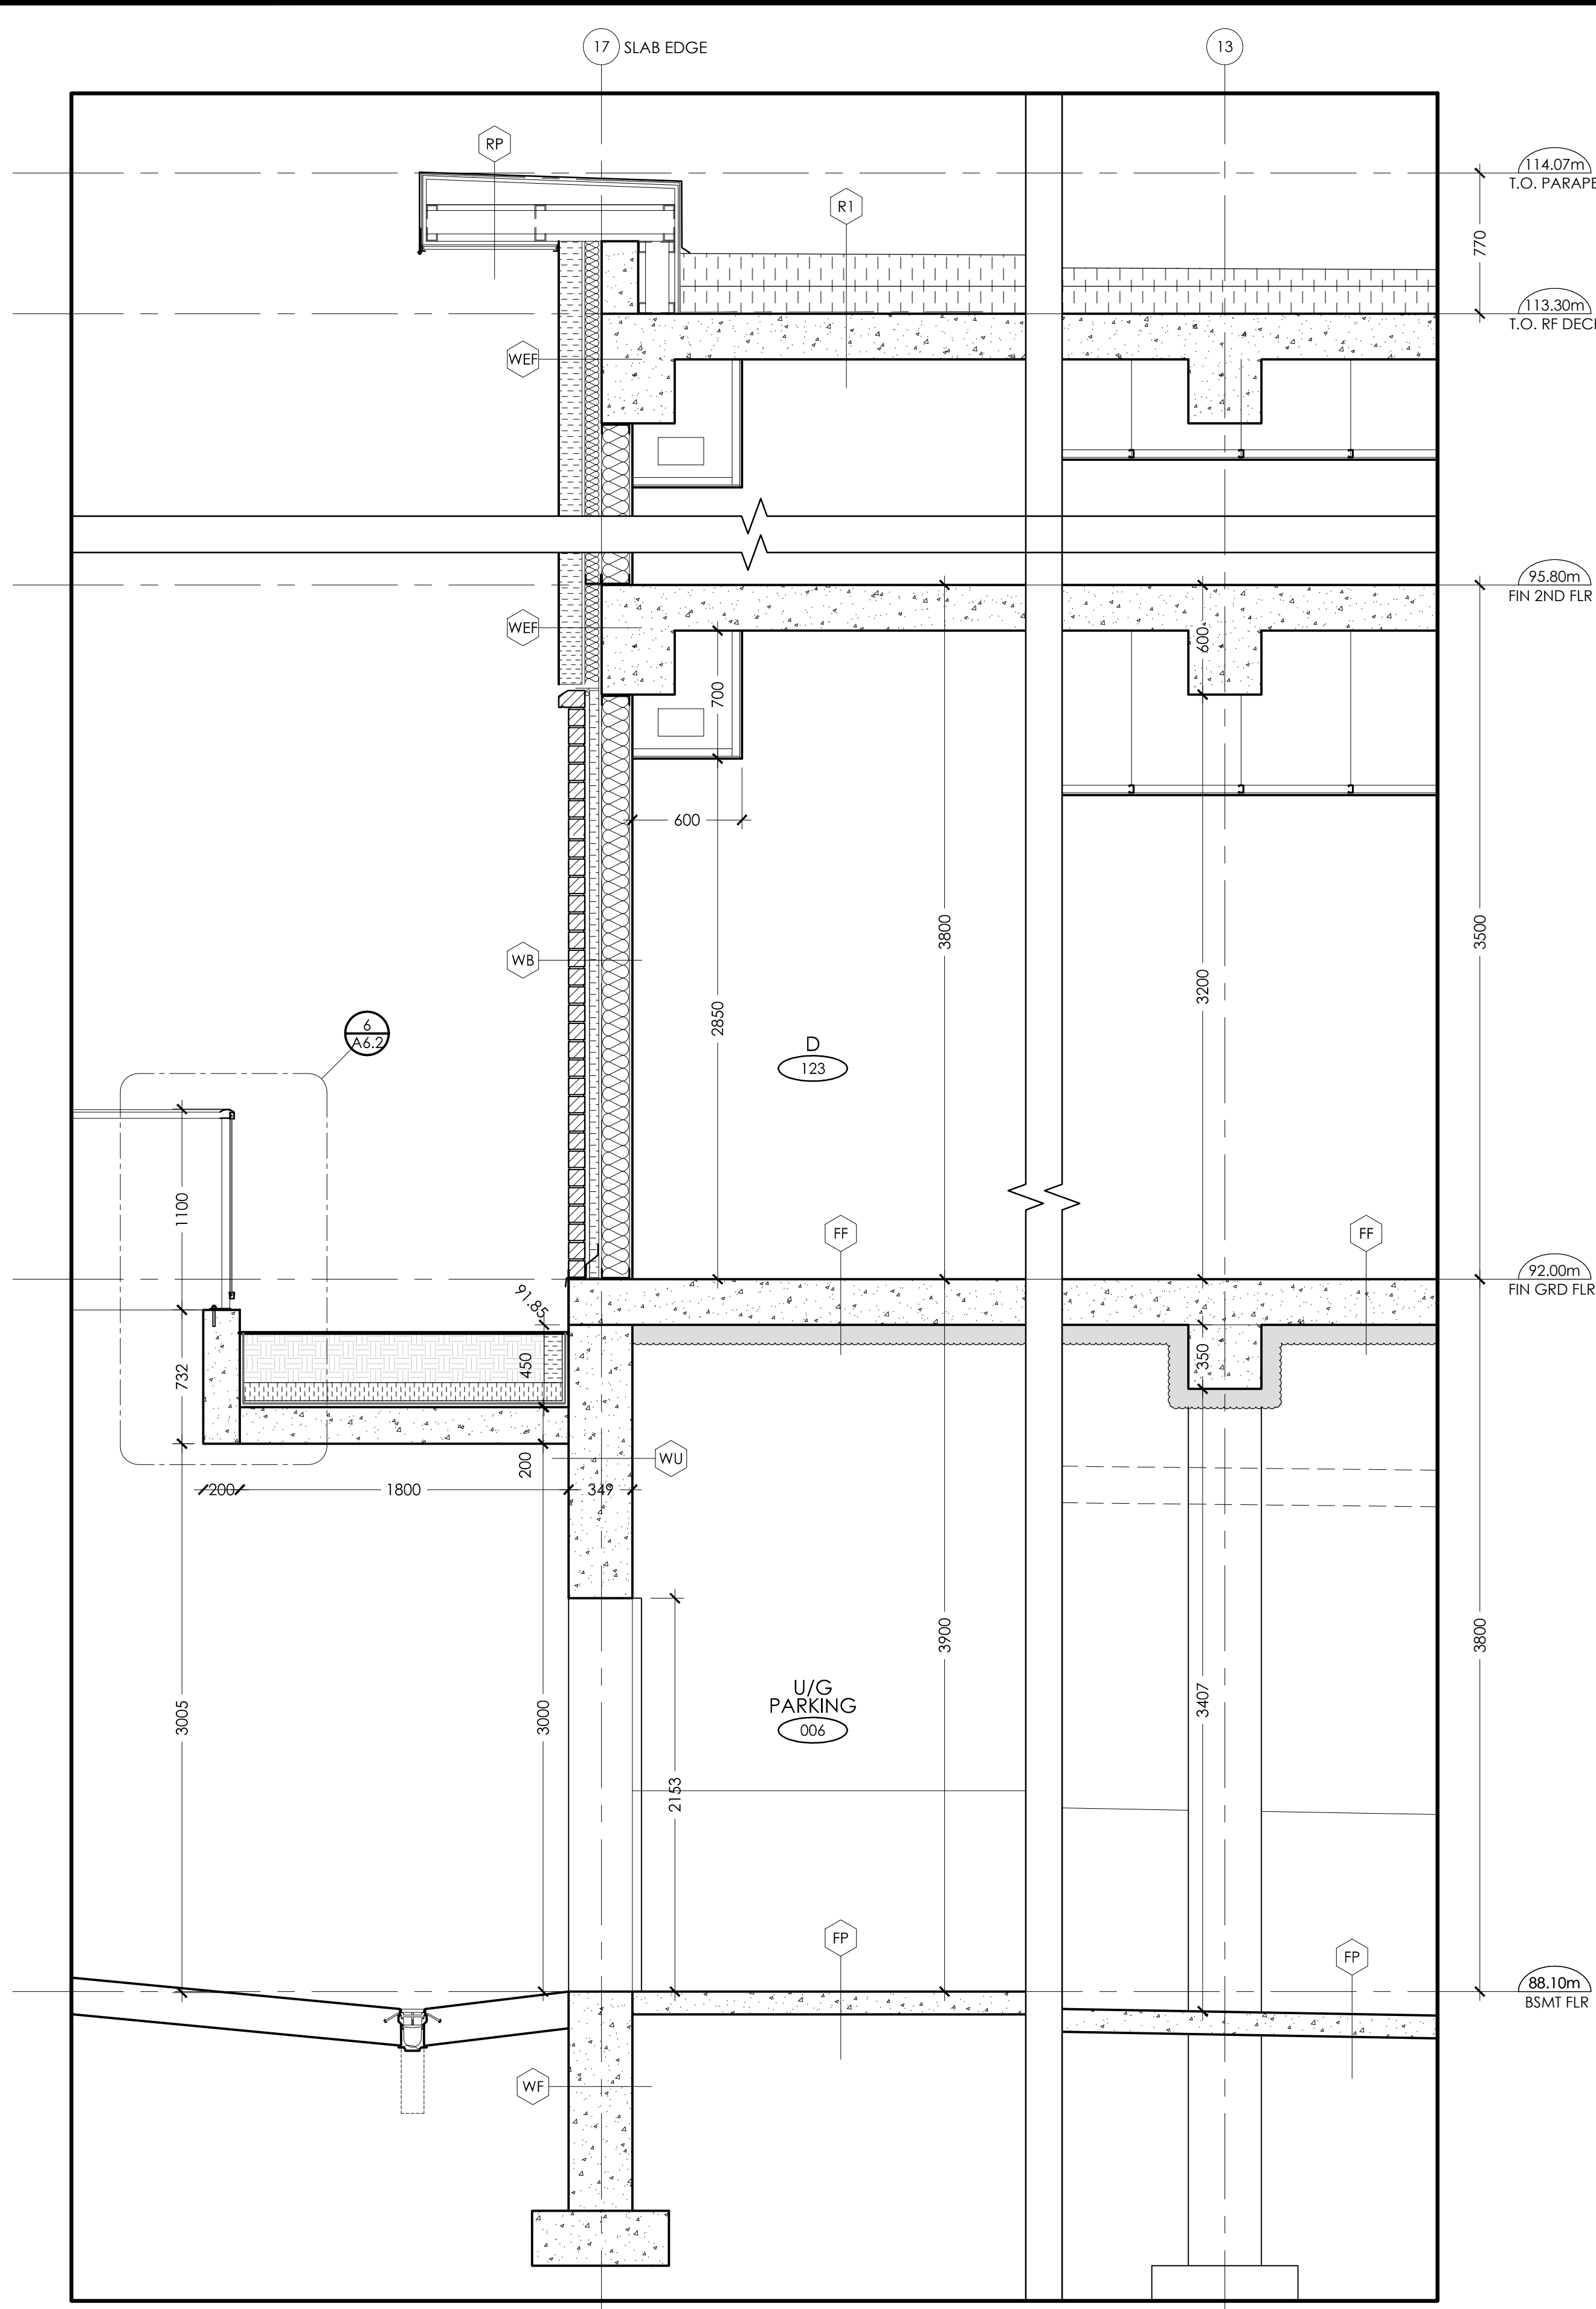 17 SLAB EDGE
13
RP
114.07m
T.O. PARAPE
R1
770
113.30m
T.O. RF DEC
WEF
95.80m
FIN 2ND FLR
WEF
600
700
600
3800
3500
WB
3200
2850
6
A6.2
D
123
1100
FF
FF
92.00m
FIN GRD FLR
91.85
450
350
732
WU
200
200
1800
349
3900
3800
U/G
PARKING
006
3005
3000
3407
2153
FP
FP
88.10m
BSMT FLR
WF